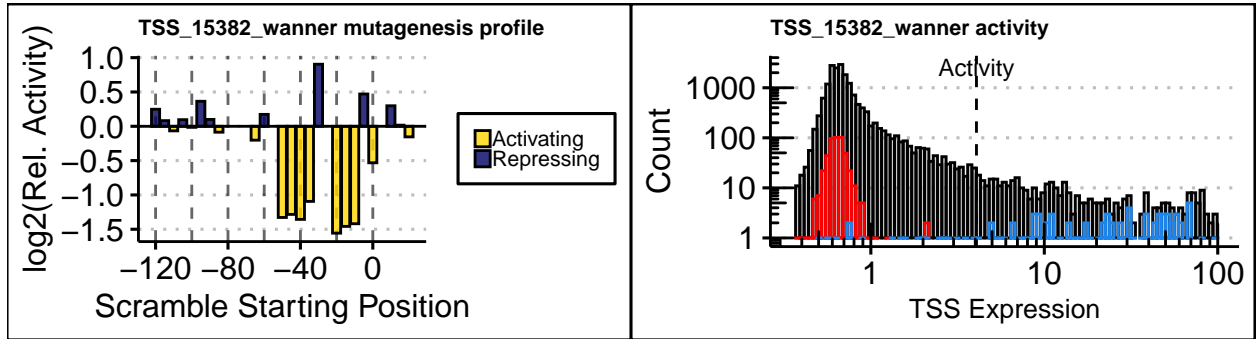 TSS_15382_wanner mutagenesis profile
log2(Rel. Activity)
1.0
0.5
0.0
−0.5
−1.0
−1.5
−120
−80
−40
0
Scramble Starting Position
Activating
Repressing
TSS_15382_wanner activity
Activity
Count
1000
100
10
1
1
10
100
TSS Expression